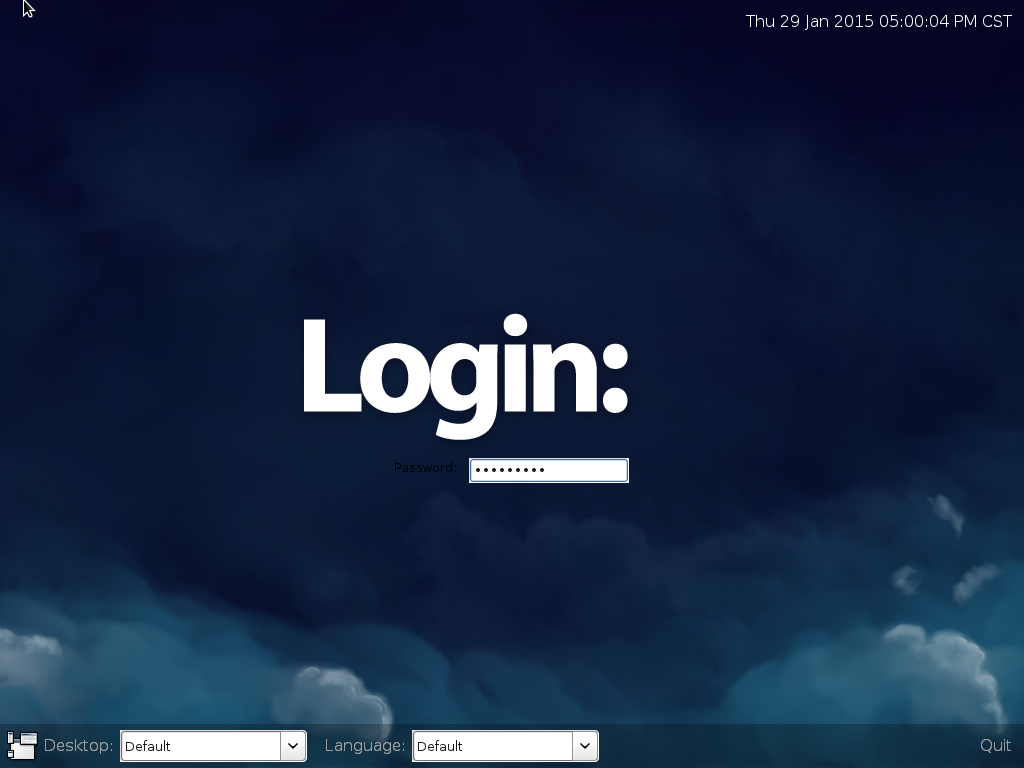 Thu 29 Jan 2015 05:00:04 PM CST
Login:
Password: •••••••••
Desktop: Default Language: Default Quit